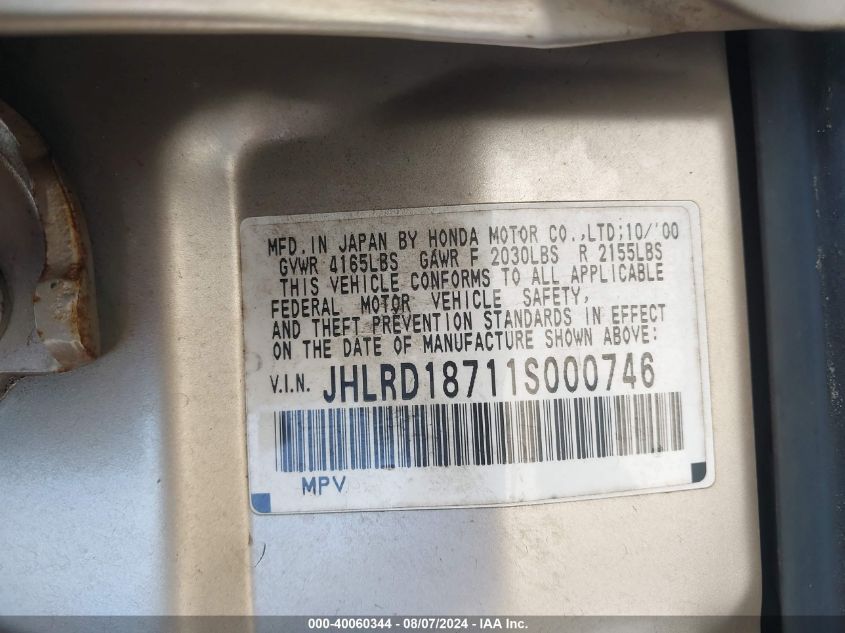 MFD. IN JAPAN BY HONDA MOTOR CO.,LTD;10/'00
GVWR 4165LBS GAWR F 2030LBS R 2155LBS
THIS VEHICLE CONFORMS TO ALL APPLICABLE
FEDERAL MOTOR VEHICLE SAFETY,
AND THEFT PREVENTION STANDARDS IN EFFECT
ON THE DATE OF MANUFACTURE SHOWN ABOVE:
V.I.N. JHLRD18711S000746
MPV
000-40060344 - 08/07/2024 - IAA Inc.